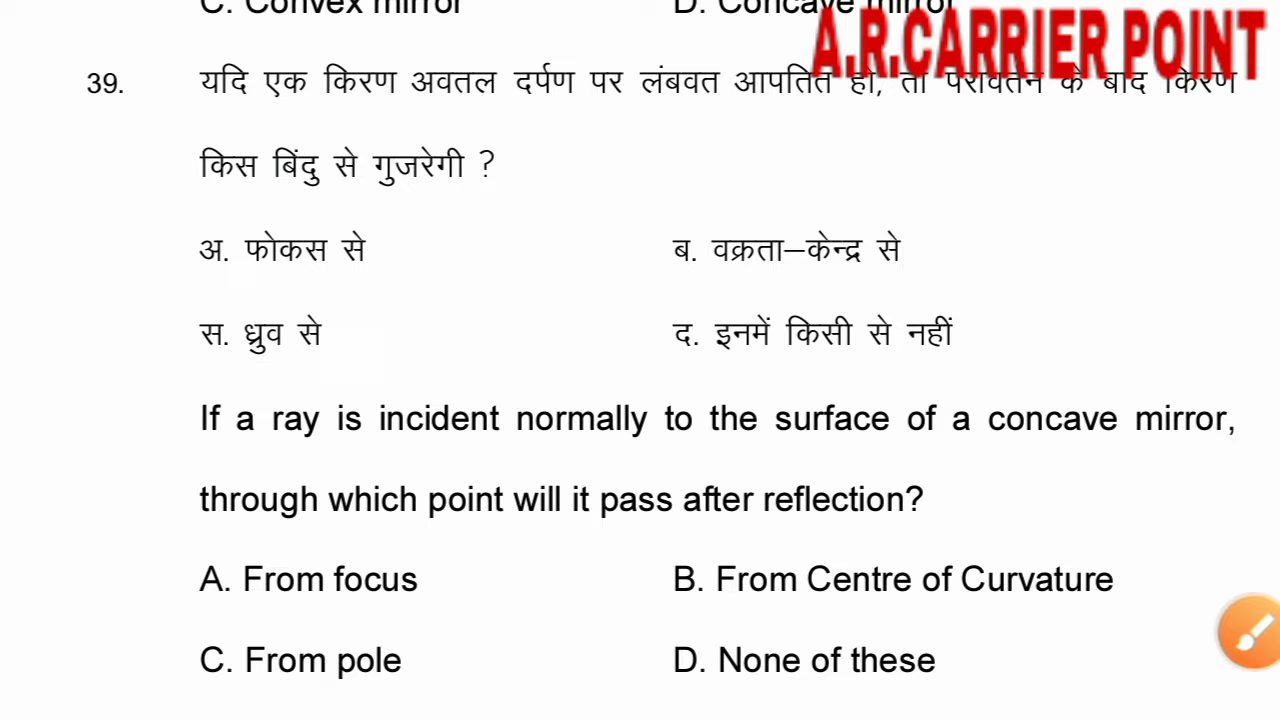 C. Convex mirror D. Concave mirror
A.R.CARRIER POINT
39. यदि एक किरण अवतल दर्पण पर लंबवत आपतित हो, तो परावर्तन के बाद किरण
किस बिंदु से गुजरेगी ?
अ. फोकस से ब. वक्रता–केन्द्र से
स. ध्रुव से द. इनमें किसी से नहीं
If a ray is incident normally to the surface of a concave mirror,
through which point will it pass after reflection?
A. From focus B. From Centre of Curvature
C. From pole D. None of these